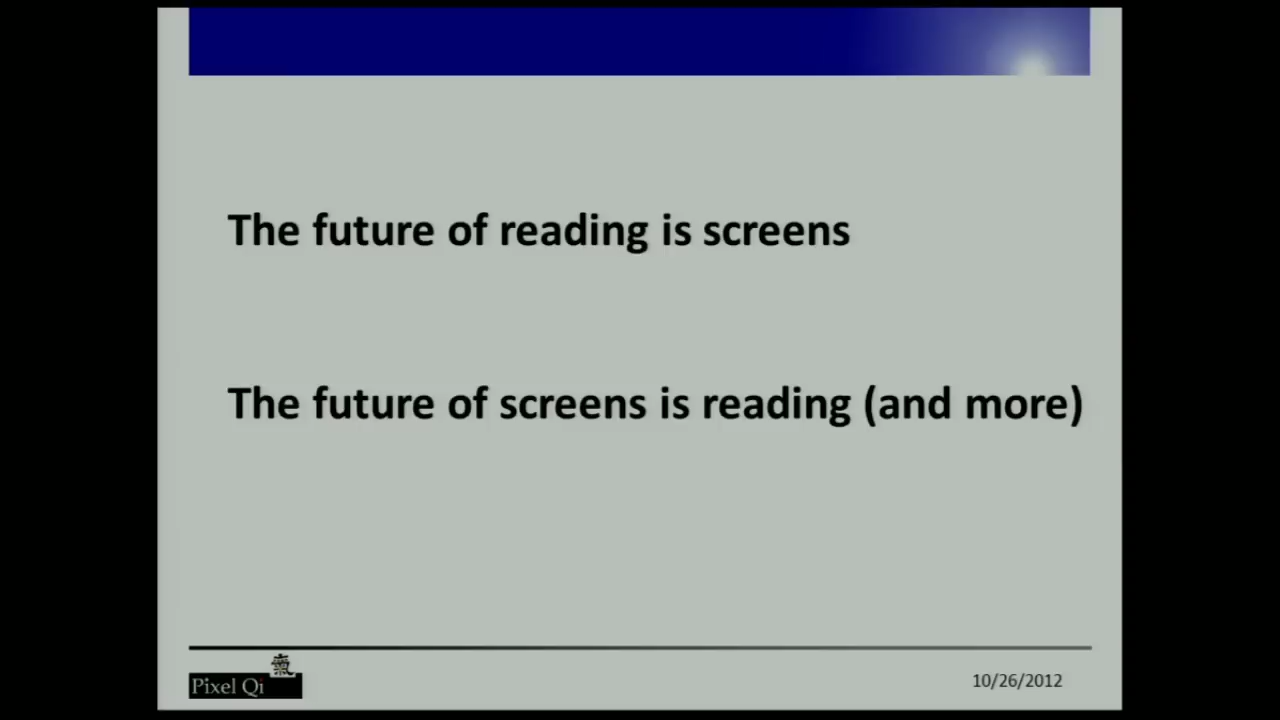 The future of reading is screens
The future of screens is reading (and more)
氣
Pixel Qi
10/26/2012